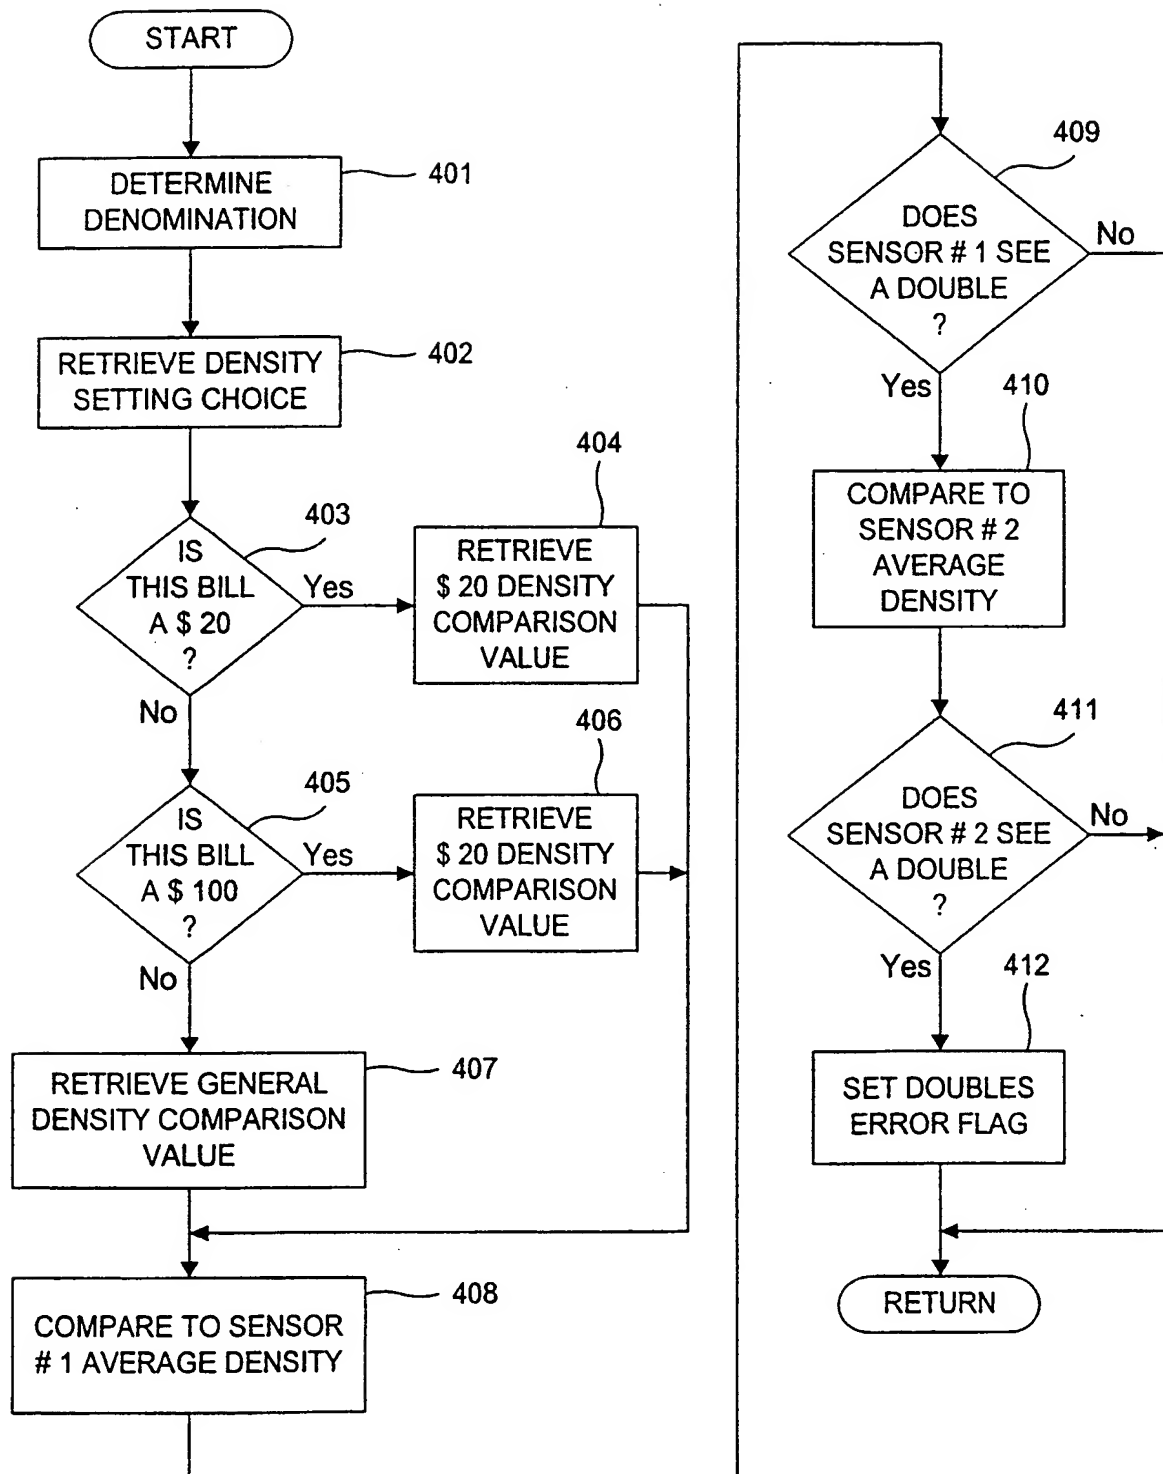 START
DETERMINE
DENOMINATION
401
RETRIEVE DENSITY
SETTING CHOICE
402
IS
THIS BILL
A $ 20
?
403
Yes
No
RETRIEVE
$ 20 DENSITY
COMPARISON
VALUE
404
IS
THIS BILL
A $ 100
?
405
Yes
No
RETRIEVE
$ 20 DENSITY
COMPARISON
VALUE
406
RETRIEVE GENERAL
DENSITY COMPARISON
VALUE
407
COMPARE TO SENSOR
# 1 AVERAGE DENSITY
408
DOES
SENSOR # 1 SEE
A DOUBLE
?
409
No
Yes
COMPARE TO
SENSOR # 2
AVERAGE
DENSITY
410
DOES
SENSOR # 2 SEE
A DOUBLE
?
411
No
Yes
SET DOUBLES
ERROR FLAG
412
RETURN